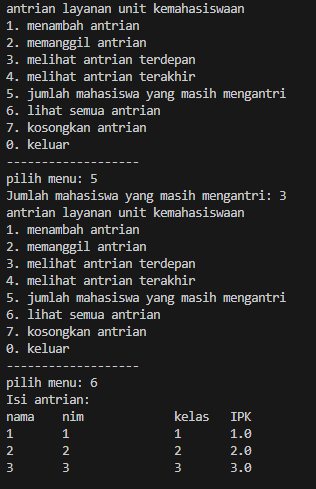 antrian layanan unit kemahasiswaan
1. menambah antrian
2. memanggil antrian
3. melihat antrian terdepan
4. melihat antrian terakhir
5. jumlah mahasiswa yang masih mengantri
6. lihat semua antrian
7. kosongkan antrian
0. keluar
-------------------
pilih menu: 5
Jumlah mahasiswa yang masih mengantri: 3
antrian layanan unit kemahasiswaan
1. menambah antrian
2. memanggil antrian
3. melihat antrian terdepan
4. melihat antrian terakhir
5. jumlah mahasiswa yang masih mengantri
6. lihat semua antrian
7. kosongkan antrian
0. keluar
-------------------
pilih menu: 6
Isi antrian:
nama    nim             kelas   IPK
1       1               1       1.0
2       2               2       2.0
3       3               3       3.0